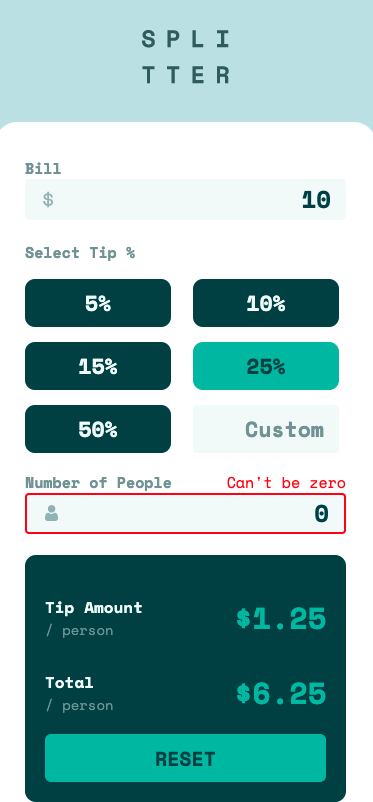 SPLI
TTER
Bill
$ 10
Select Tip %
5% 10%
15% 25%
50% Custom
Number of People Can't be zero
0
Tip Amount
/ person
$1.25
Total
/ person
$6.25
RESET